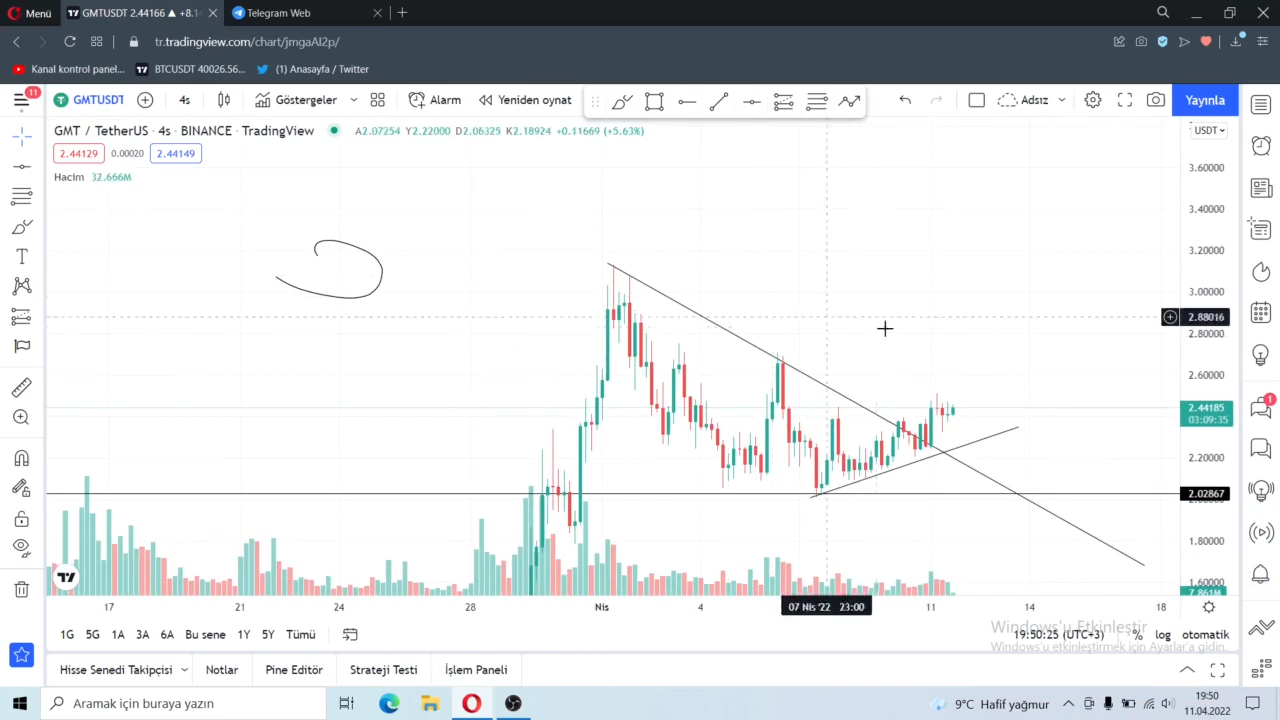 Menü
GMTUSDT 2.44166 ▲ +8.1
Telegram Web
tr.tradingview.com/chart/jmgaAI2p/
Kanal kontrol panel...
BTCUSDT 40026.56...
(1) Anasayfa / Twitter
11
GMTUSDT
4s
Göstergeler
Alarm
Yeniden oynat
Adsız
Yayınla
GMT / TetherUS · 4s · BINANCE · TradingView
A2.07254 Y2.22000 D2.06325 K2.18924 +0.11669 (+5.63%)
USDT
2.44129
0.00020
2.44149
Hacim 32.666M
3.60000
3.40000
3.20000
3.00000
2.88016
2.80000
2.60000
2.44185
03:09:35
1
2.20000
2.02867
1.80000
1.60000
7.861M
17
21
24
28
Nis
4
07 Nis '22 23:00
11
14
18
1G
5G
1A
3A
6A
Bu sene
1Y
5Y
Tümü
19:50:25 (UTC+3)
%
log
otomatik
Windows'u Etkinleştir
Windows'u etkinleştirmek için Ayarlar'a gidin.
Hisse Senedi Takipçisi
Notlar
Pine Editör
Strateji Testi
İşlem Paneli
Aramak için buraya yazın
9°C Hafif yağmur
19:50
11.04.2022